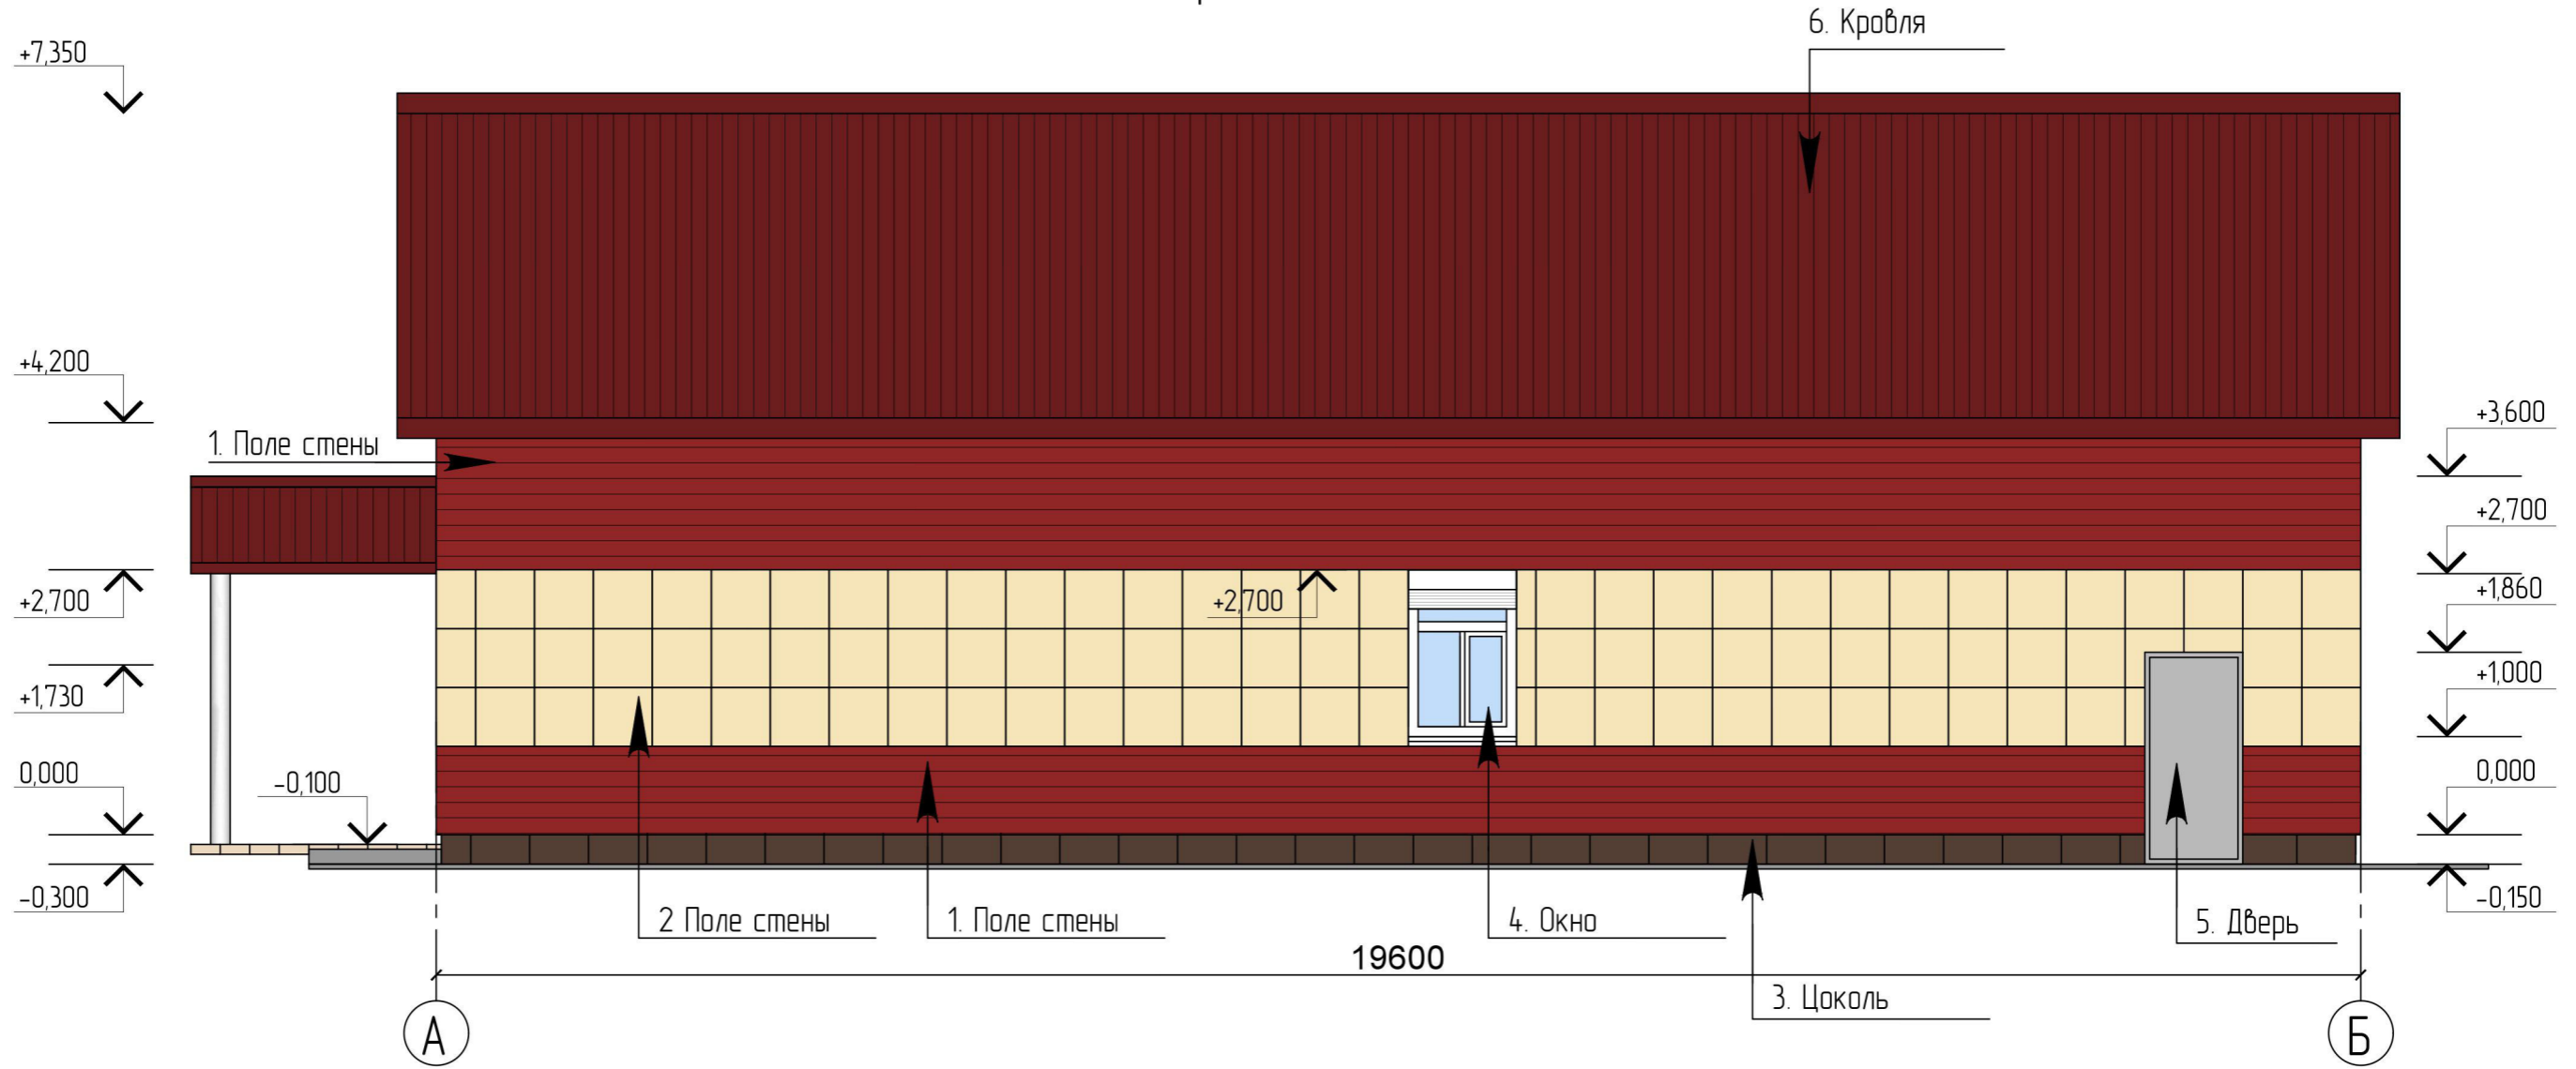 6. Кровля
+7,350
+4,200
+3,600
1. Поле стены
+2,700
+2,700
+1,860
+2,700
+1,000
+1,730
0,000
-0,100
0,000
-0,300
-0,150
2 Поле стены
1. Поле стены
4. Окно
5. Дверь
19600
3. Цоколь
А
Б